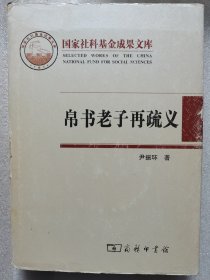 国家社科基金成果文库
SELECTED WORKS OF THE CHINA
NATIONAL FUND FOR SOCIAL SCIENCES
帛书老子再疏义
尹振环 著
商务印书馆